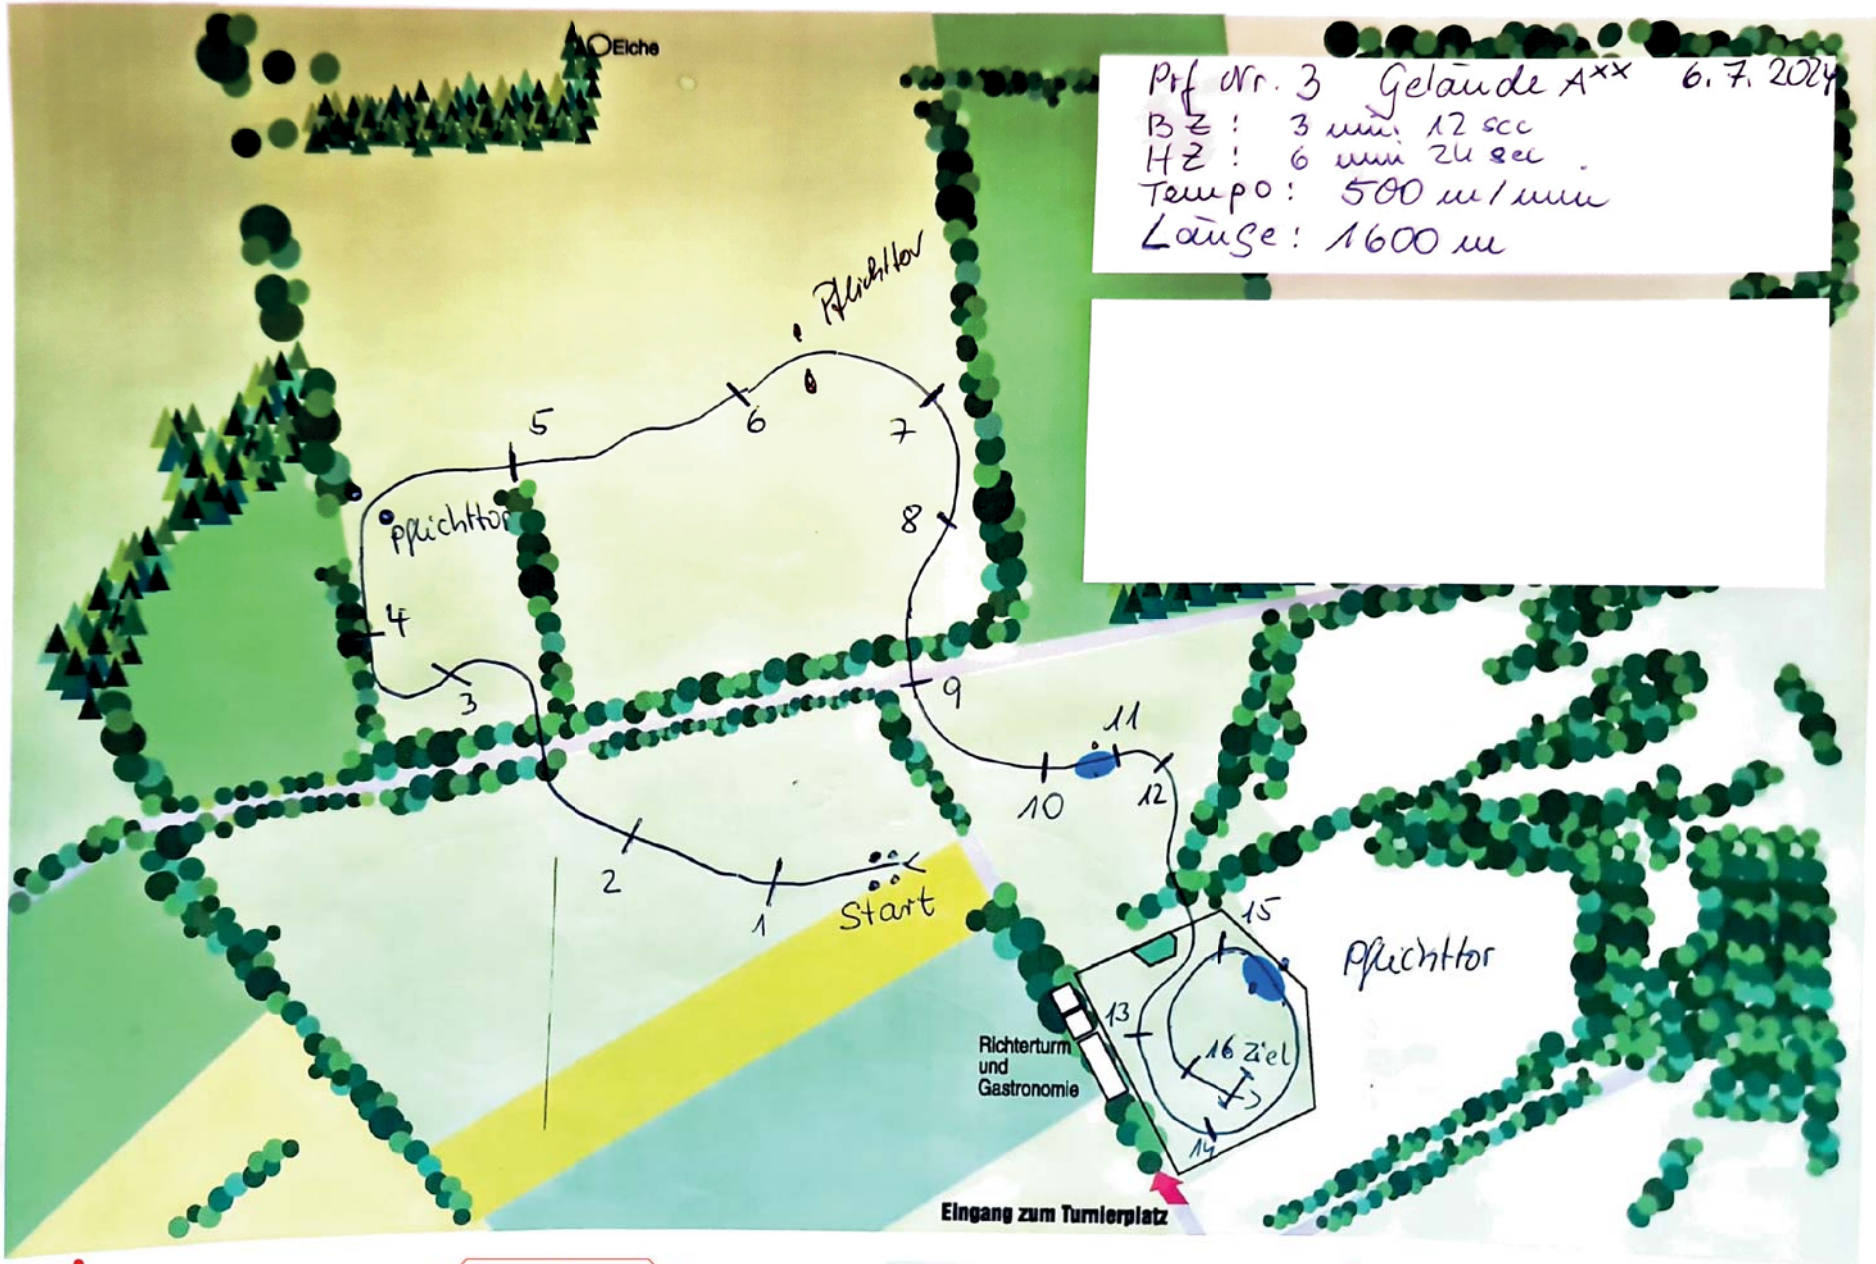 Eiche
Prf Nr. 3 Gelände A** 6.7.2024
BZ: 3 min 12 sec
HZ: 6 min 24 sec
Tempo: 500 m/min
Länge: 1600 m
Pflichttor
5
6
7
8
Pflichttor
4
3
9
11
10
12
2
1
Start
15
Pflichttor
13
Richterturm
und
Gastronomie
16 Ziel
14
Eingang zum Turnierplatz